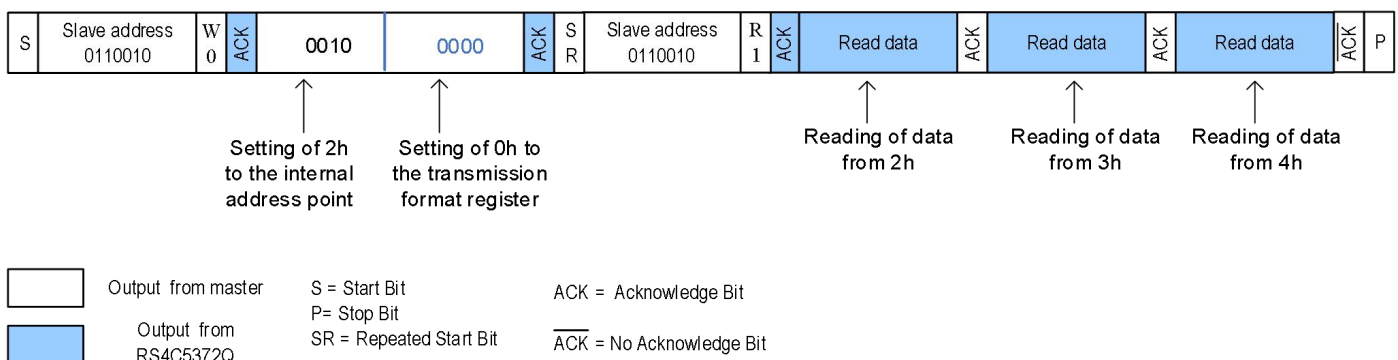 S
Slave address
0110010
W
0
ACK
0010
0000
ACK
S
R
Slave address
0110010
R
1
ACK
Read data
ACK
Read data
ACK
Read data
ACK
P
Setting of 2h
to the internal
address point
Setting of 0h to
the transmission
format register
Reading of data
from 2h
Reading of data
from 3h
Reading of data
from 4h
Output from master
Output from
RS4C5372Q
S = Start Bit
P= Stop Bit
SR = Repeated Start Bit
ACK = Acknowledge Bit
ACK = No Acknowledge Bit